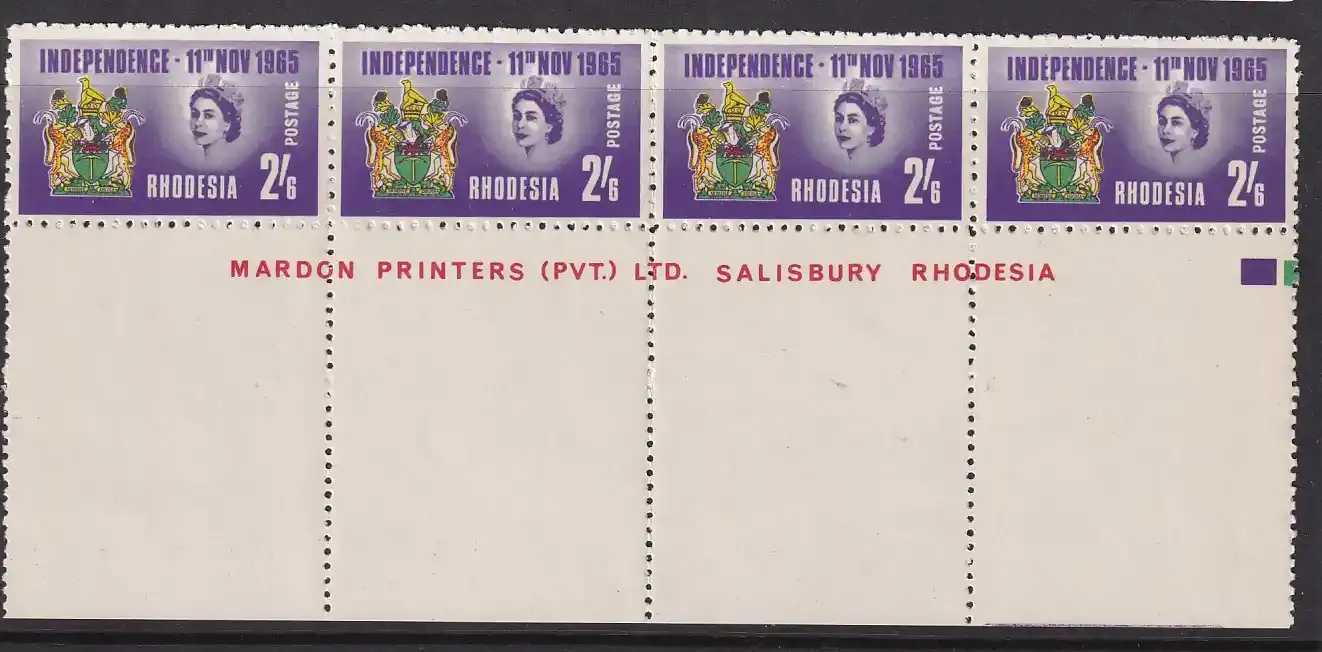 INDEPENDENCE - 11TH NOV 1965
POSTAGE
RHODESIA 2/6
INDEPENDENCE - 11TH NOV 1965
POSTAGE
RHODESIA 2/6
INDEPENDENCE - 11TH NOV 1965
POSTAGE
RHODESIA 2/6
INDEPENDENCE - 11TH NOV 1965
POSTAGE
RHODESIA 2/6
MARDON PRINTERS (PVT.) LTD. SALISBURY RHODESIA